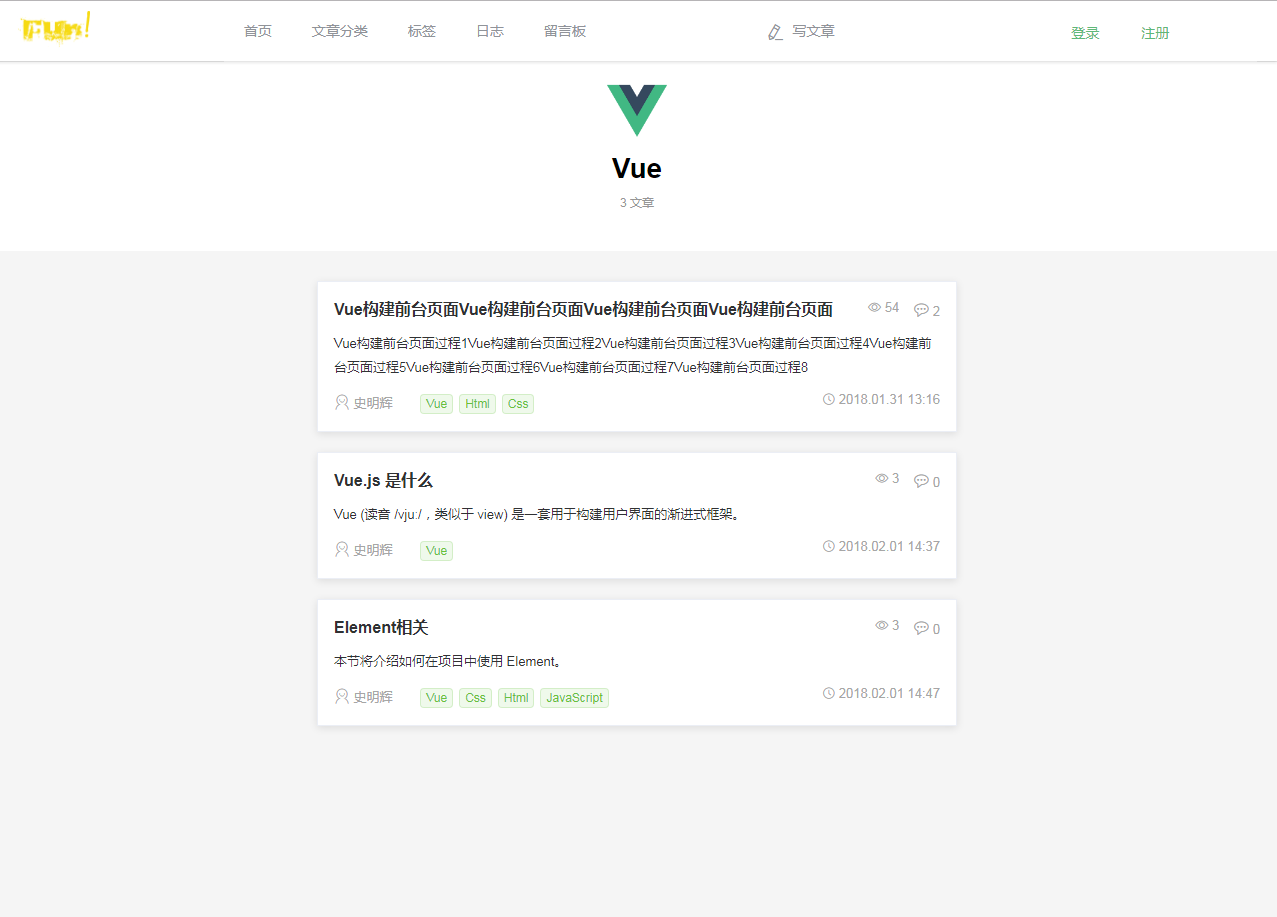 Fun!
首页 文章分类 标签 日志 留言板 写文章 登录 注册
Vue
3 文章
Vue构建前台页面Vue构建前台页面Vue构建前台页面Vue构建前台页面 54 2
Vue构建前台页面过程1Vue构建前台页面过程2Vue构建前台页面过程3Vue构建前台页面过程4Vue构建前
台页面过程5Vue构建前台页面过程6Vue构建前台页面过程7Vue构建前台页面过程8
史明辉 Vue Html Css 2018.01.31 13:16
Vue.js 是什么 3 0
Vue (读音 /vjuː/，类似于 view) 是一套用于构建用户界面的渐进式框架。
史明辉 Vue 2018.02.01 14:37
Element相关 3 0
本节将介绍如何在项目中使用 Element。
史明辉 Vue Css Html JavaScript 2018.02.01 14:47